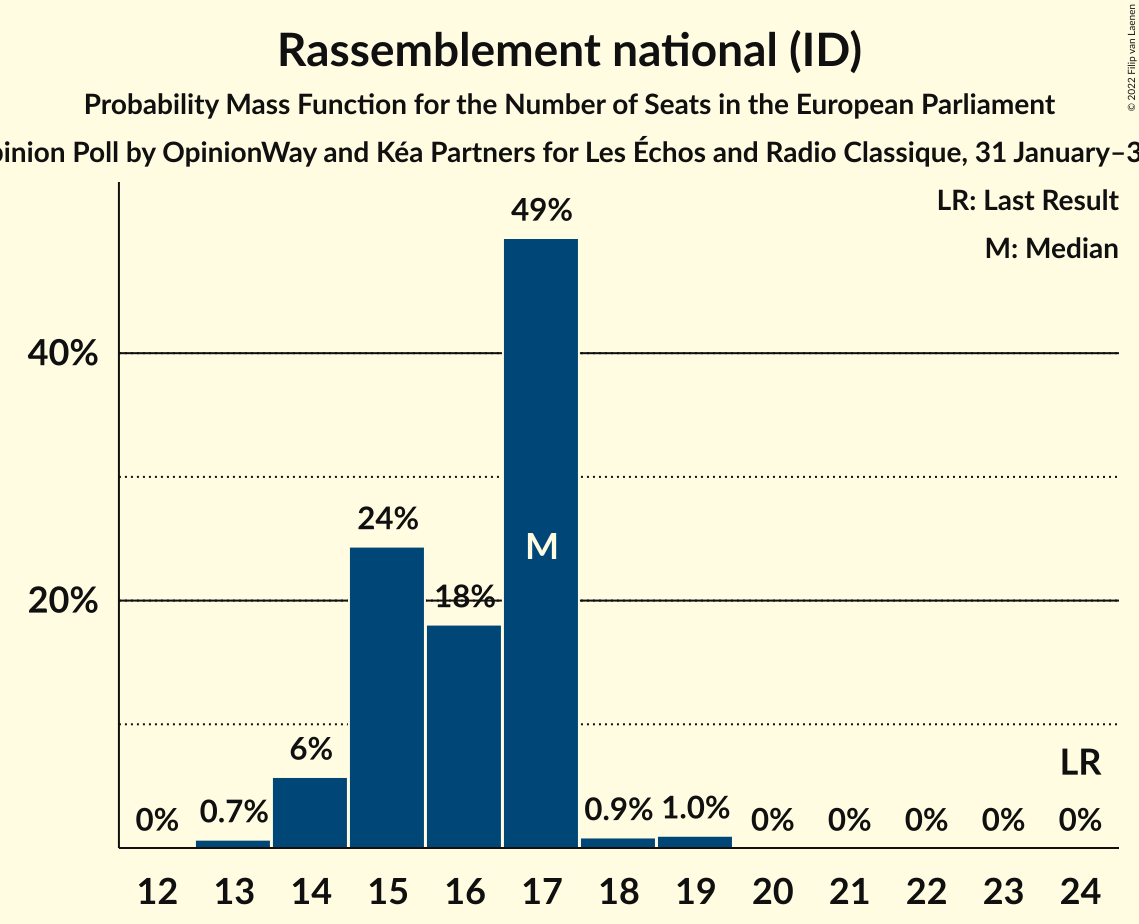 Rassemblement national (ID)
Probability Mass Function for the Number of Seats in the European Parliament
Poll by OpinionWay and Kéa Partners for Les Échos and Radio Classique, 31 January–3
© 2022 Filip van Laenen
LR: Last Result
M: Median
49%
40%
24%
M
20%
18%
6%
LR
0% 0.7% 0.9% 1.0% 0% 0% 0% 0% 0%
12 13 14 15 16 17 18 19 20 21 22 23 24